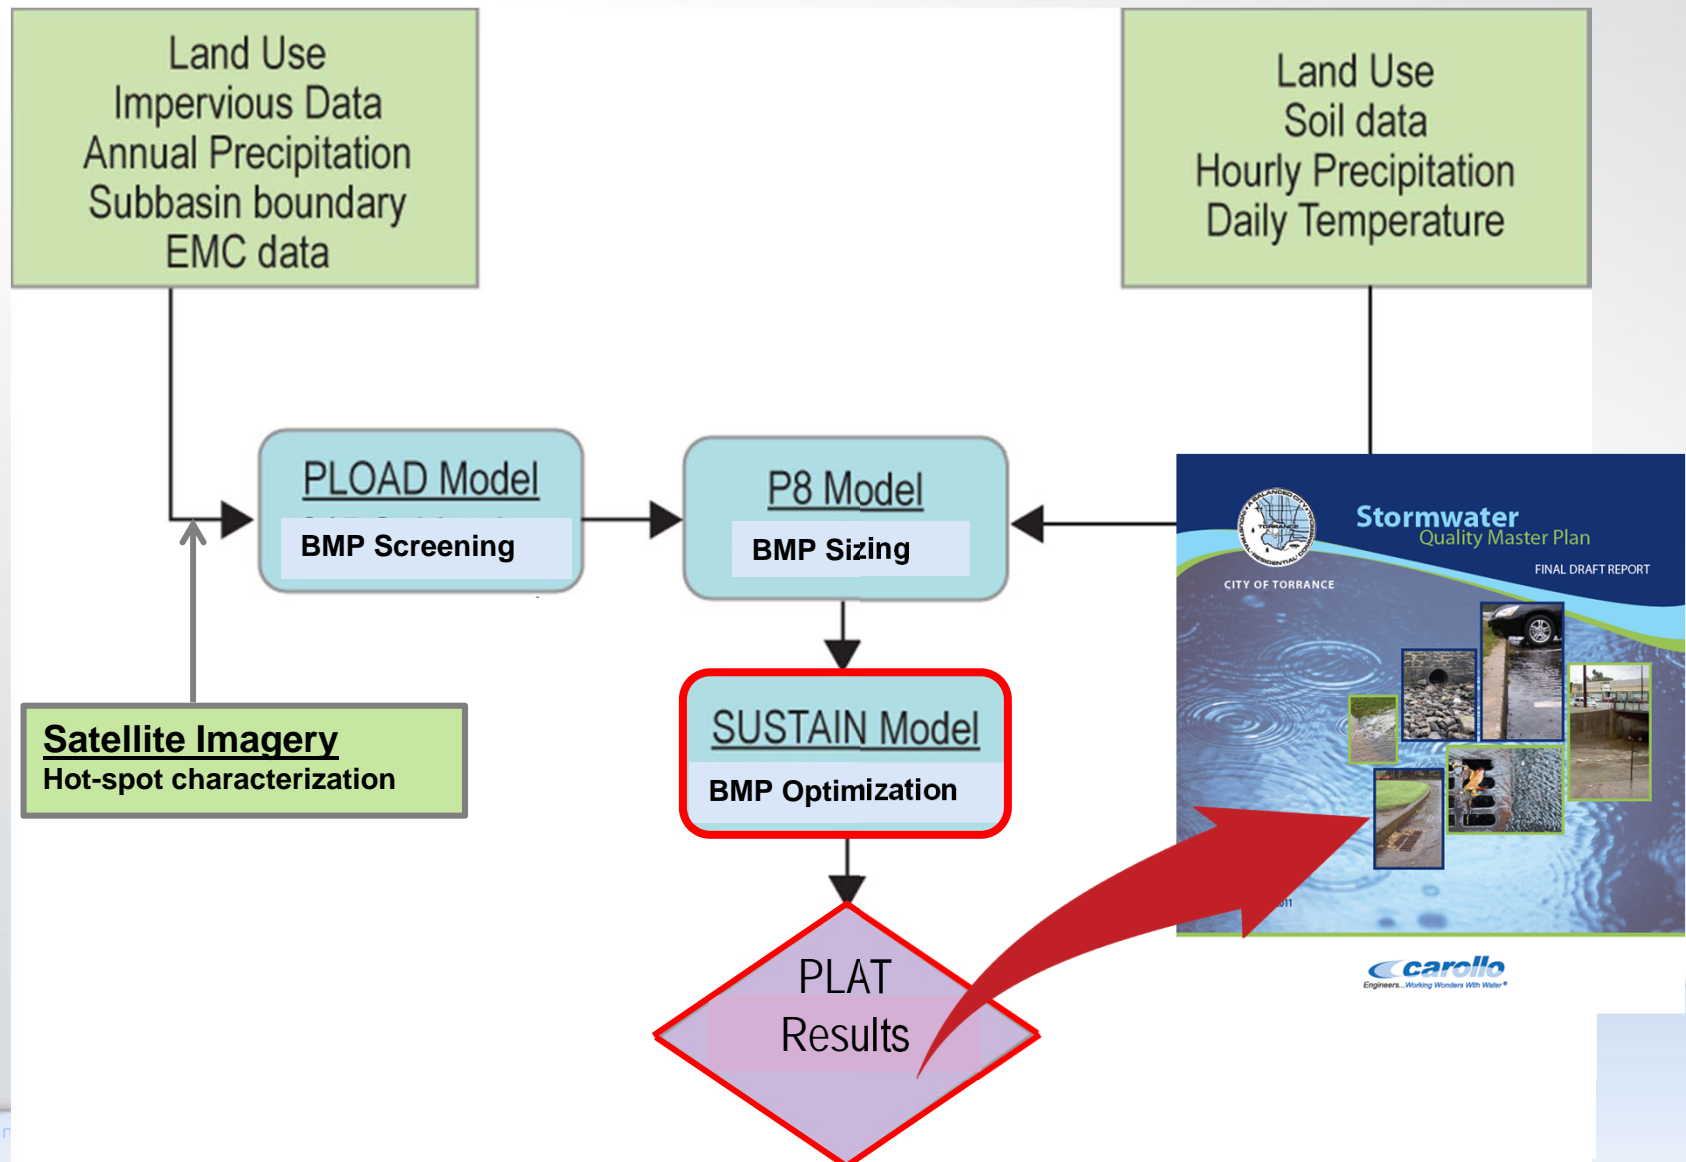 Land Use
Impervious Data
Annual Precipitation
Subbasin boundary
EMC data
Land Use
Soil data
Hourly Precipitation
Daily Temperature
PLOAD Model
BMP Screening
P8 Model
BMP Sizing
Satellite Imagery
Hot-spot characterization
SUSTAIN Model
BMP Optimization
PLAT
Results
TORRANCE
CITY OF TORRANCE
Stormwater
Quality Master Plan
FINAL DRAFT REPORT
carollo
Engineers...Working Wonders With Water®